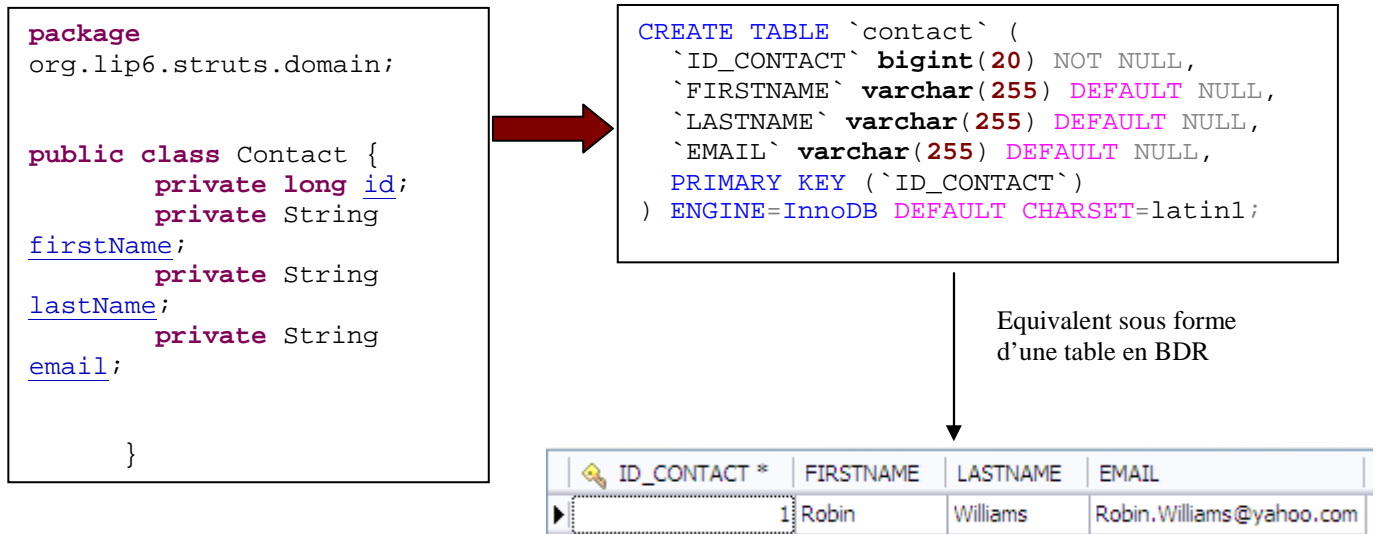 package
org.lip6.struts.domain;
public class Contact {
private long id;
private String
firstName;
private String
lastName;
private String
email;
}
CREATE TABLE `contact` (
`ID_CONTACT` bigint(20) NOT NULL,
`FIRSTNAME` varchar(255) DEFAULT NULL,
`LASTNAME` varchar(255) DEFAULT NULL,
`EMAIL` varchar(255) DEFAULT NULL,
PRIMARY KEY (`ID_CONTACT`)
) ENGINE=InnoDB DEFAULT CHARSET=latin1;
Equivalent sous forme
d’une table en BDR
ID_CONTACT * FIRSTNAME LASTNAME EMAIL
1 Robin Williams Robin.Williams@yahoo.com